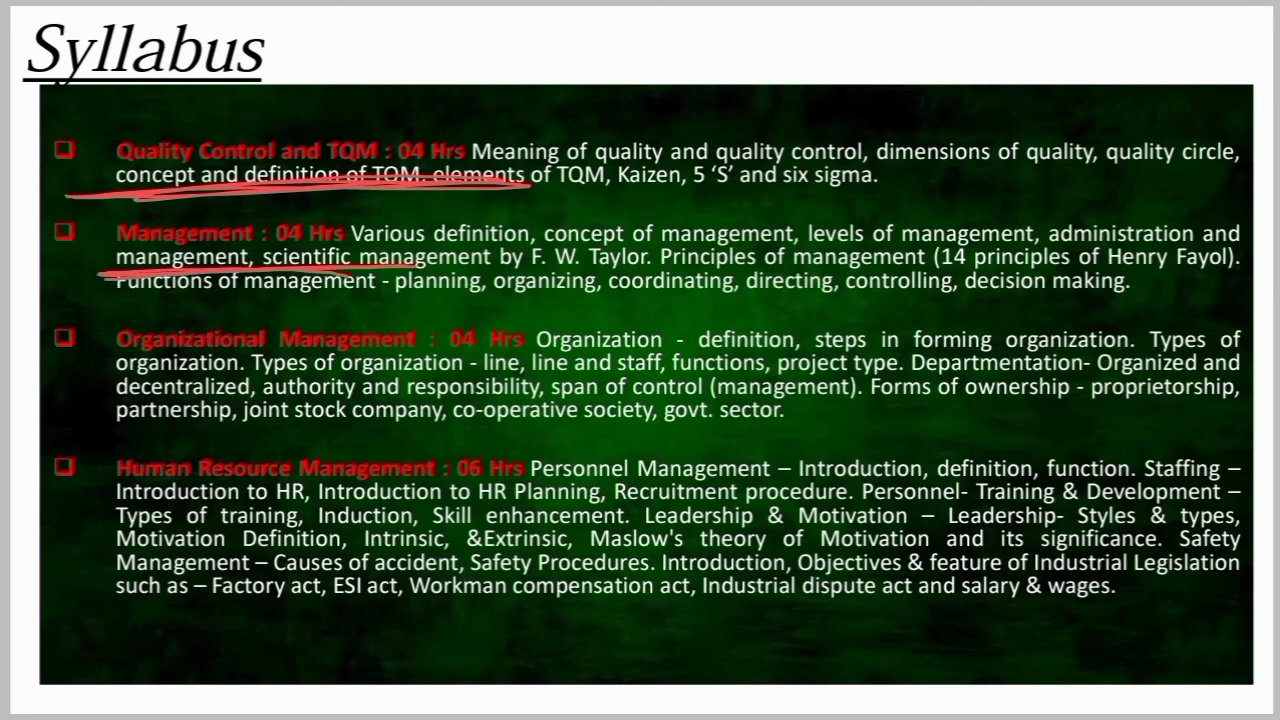 Syllabus
Quality Control and TQM : 04 Hrs Meaning of quality and quality control, dimensions of quality, quality circle,
concept and definition of TQM, elements of TQM, Kaizen, 5 ‘S’ and six sigma.
Management : 04 Hrs Various definition, concept of management, levels of management, administration and
management, scientific management by F. W. Taylor. Principles of management (14 principles of Henry Fayol).
Functions of management - planning, organizing, coordinating, directing, controlling, decision making.
Organizational Management : 04 Hrs Organization - definition, steps in forming organization. Types of
organization. Types of organization - line, line and staff, functions, project type. Departmentation- Organized and
decentralized, authority and responsibility, span of control (management). Forms of ownership - proprietorship,
partnership, joint stock company, co-operative society, govt. sector.
Human Resource Management : 06 Hrs Personnel Management – Introduction, definition, function. Staffing –
Introduction to HR, Introduction to HR Planning, Recruitment procedure. Personnel- Training & Development –
Types of training, Induction, Skill enhancement. Leadership & Motivation – Leadership- Styles & types,
Motivation Definition, Intrinsic, &Extrinsic, Maslow's theory of Motivation and its significance. Safety
Management – Causes of accident, Safety Procedures. Introduction, Objectives & feature of Industrial Legislation
such as – Factory act, ESI act, Workman compensation act, Industrial dispute act and salary & wages.